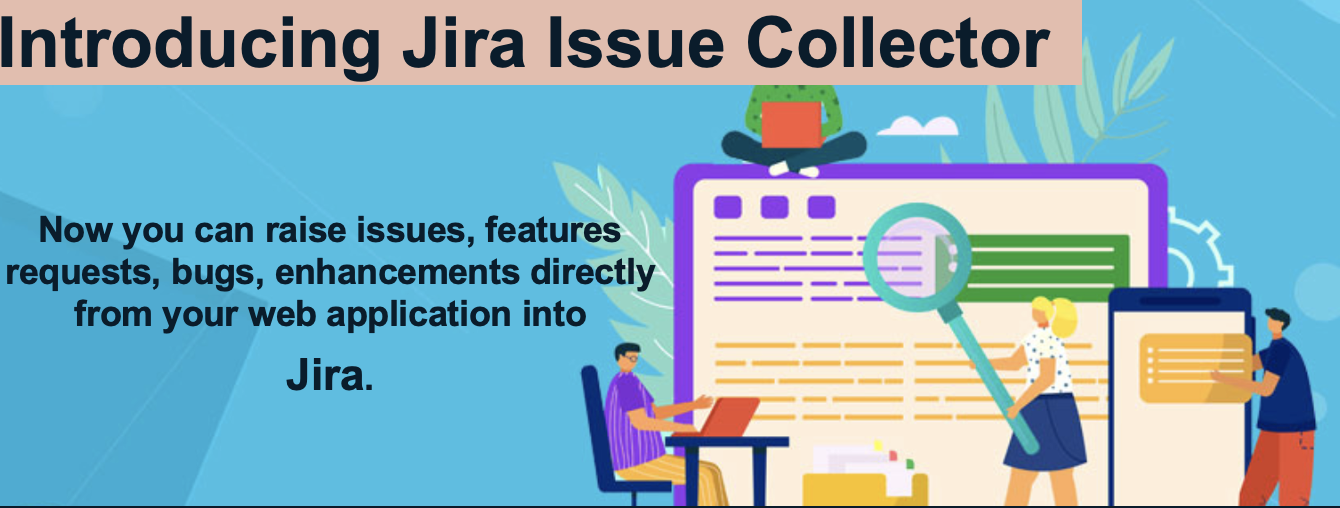 Introducing Jira Issue Collector
Now you can raise issues, features
requests, bugs, enhancements directly
from your web application into
Jira.